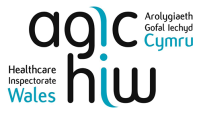 agic
Arolygiaeth
Gofal Iechyd
Cymru
Healthcare
Inspectorate
Wales
hiw